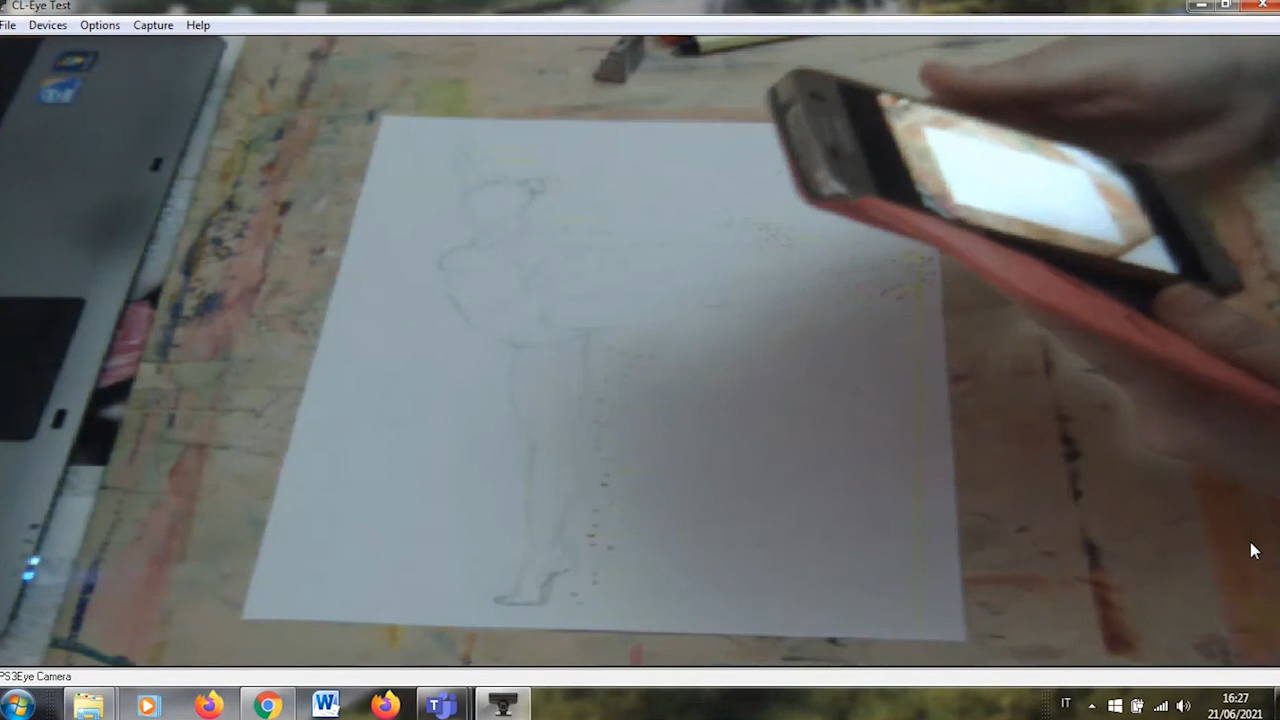 CL-Eye Test
File Devices Options Capture Help
PS3Eye Camera
IT
16:27
21/06/2021